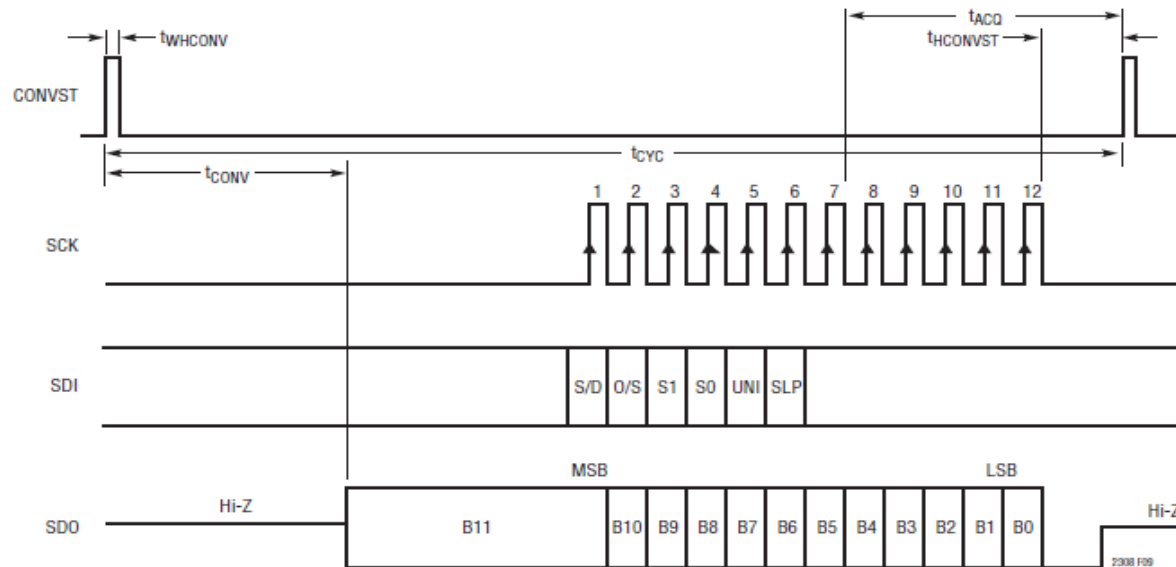 tACQ
tWHCONV
tHCONVST
CONVST
tCYC
tCONV
1 2 3 4 5 6 7 8 9 10 11 12
SCK
SDI
S/D O/S S1 S0 UNI SLP
MSB
LSB
Hi-Z
Hi-Z
SDO
B11 B10 B9 B8 B7 B6 B5 B4 B3 B2 B1 B0
2308 F09